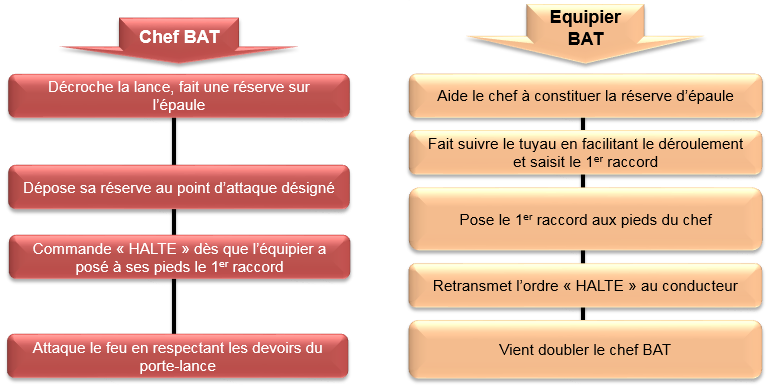 Chef BAT
Décroche la lance, fait une réserve sur
l'épaule
Dépose sa réserve au point d'attaque désigné
Commande « HALTE » dès que l'équipier a
posé à ses pieds le 1er raccord
Attaque le feu en respectant les devoirs du
porte-lance
Equipier
BAT
Aide le chef à constituer la réserve d'épaule
Fait suivre le tuyau en facilitant le déroulement
et saisit le 1er raccord
Pose le 1er raccord aux pieds du chef
Retransmet l'ordre « HALTE » au conducteur
Vient doubler le chef BAT